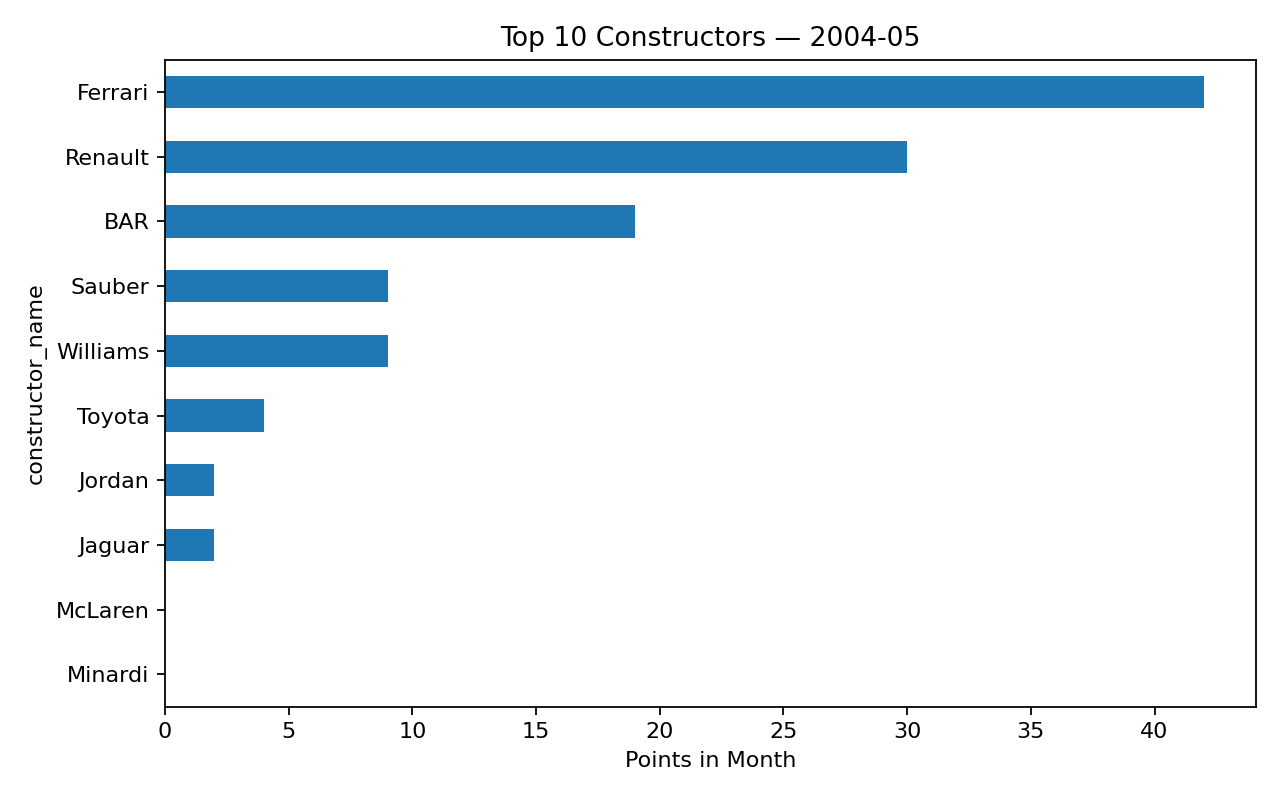 Top 10 Constructors — 2004-05
constructor_name
Ferrari
Renault
BAR
Sauber
Williams
Toyota
Jordan
Jaguar
McLaren
Minardi
0 5 10 15 20 25 30 35 40
Points in Month